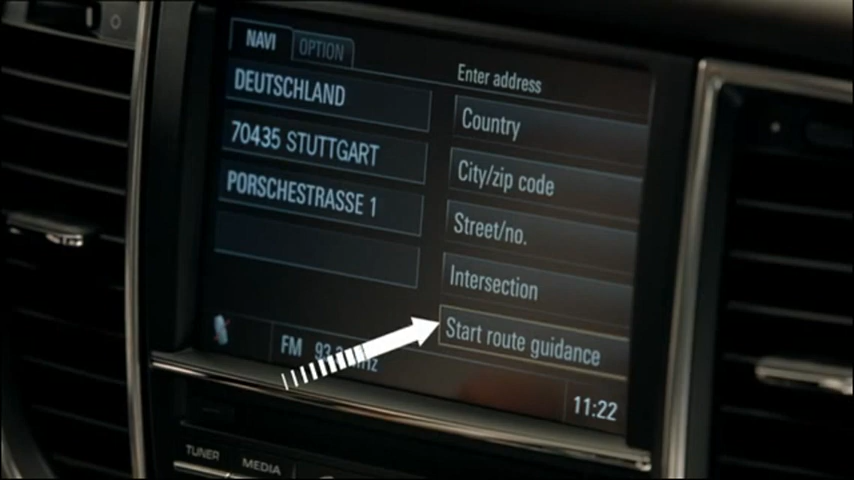 NAVI OPTION
Enter address
DEUTSCHLAND
70435 STUTTGART
PORSCHESTRASSE 1
Country
City/zip code
Street/no.
Intersection
Start route guidance
FM
11:22
TUNER
MEDIA